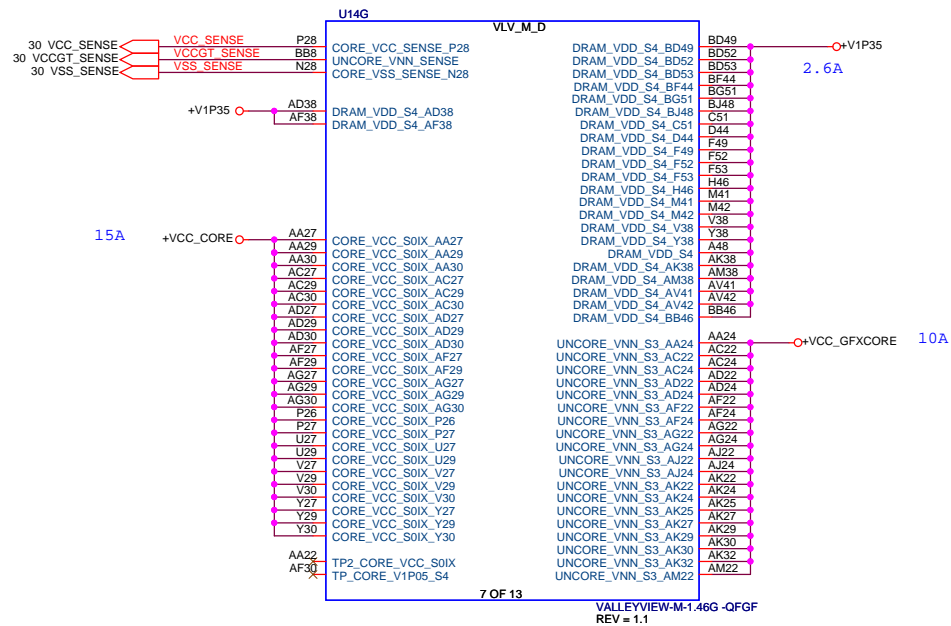 U14G
VLV_M_D
30 VCC_SENSE VCC_SENSE P28 CORE_VCC_SENSE_P28
30 VCCGT_SENSE VCCGT_SENSE BB8 UNCORE_VNN_SENSE
30 VSS_SENSE VSS_SENSE N28 CORE_VSS_SENSE_N28
+V1P35 AD38 DRAM_VDD_S4_AD38
AF38 DRAM_VDD_S4_AF38
15A +VCC_CORE AA27 CORE_VCC_S0IX_AA27
AA29 CORE_VCC_S0IX_AA29
AA30 CORE_VCC_S0IX_AA30
AC27 CORE_VCC_S0IX_AC27
AC29 CORE_VCC_S0IX_AC29
AC30 CORE_VCC_S0IX_AC30
AD27 CORE_VCC_S0IX_AD27
AD29 CORE_VCC_S0IX_AD29
AD30 CORE_VCC_S0IX_AD30
AF27 CORE_VCC_S0IX_AF27
AF29 CORE_VCC_S0IX_AF29
AG27 CORE_VCC_S0IX_AG27
AG29 CORE_VCC_S0IX_AG29
AG30 CORE_VCC_S0IX_AG30
P26 CORE_VCC_S0IX_P26
P27 CORE_VCC_S0IX_P27
U27 CORE_VCC_S0IX_U27
U29 CORE_VCC_S0IX_U29
V27 CORE_VCC_S0IX_V27
V29 CORE_VCC_S0IX_V29
V30 CORE_VCC_S0IX_V30
Y27 CORE_VCC_S0IX_Y27
Y29 CORE_VCC_S0IX_Y29
Y30 CORE_VCC_S0IX_Y30
AA22 TP2_CORE_VCC_S0IX
AF30 TP_CORE_V1P05_S4
DRAM_VDD_S4_BD49 BD49 +V1P35
DRAM_VDD_S4_BD52 BD52 2.6A
DRAM_VDD_S4_BD53 BD53
DRAM_VDD_S4_BF44 BF44
DRAM_VDD_S4_BG51 BG51
DRAM_VDD_S4_BJ48 BJ48
DRAM_VDD_S4_C51 C51
DRAM_VDD_S4_D44 D44
DRAM_VDD_S4_F49 F49
DRAM_VDD_S4_F52 F52
DRAM_VDD_S4_F53 F53
DRAM_VDD_S4_H46 H46
DRAM_VDD_S4_M41 M41
DRAM_VDD_S4_M42 M42
DRAM_VDD_S4_V38 V38
DRAM_VDD_S4_Y38 Y38
DRAM_VDD_S4 A48
DRAM_VDD_S4_AK38 AK38
DRAM_VDD_S4_AM38 AM38
DRAM_VDD_S4_AV41 AV41
DRAM_VDD_S4_AV42 AV42
DRAM_VDD_S4_BB46 BB46
UNCORE_VNN_S3_AA24 AA24 +VCC_GFXCORE 10A
UNCORE_VNN_S3_AC22 AC22
UNCORE_VNN_S3_AC24 AC24
UNCORE_VNN_S3_AD22 AD22
UNCORE_VNN_S3_AD24 AD24
UNCORE_VNN_S3_AF22 AF22
UNCORE_VNN_S3_AF24 AF24
UNCORE_VNN_S3_AG22 AG22
UNCORE_VNN_S3_AG24 AG24
UNCORE_VNN_S3_AJ22 AJ22
UNCORE_VNN_S3_AJ24 AJ24
UNCORE_VNN_S3_AK22 AK22
UNCORE_VNN_S3_AK24 AK24
UNCORE_VNN_S3_AK25 AK25
UNCORE_VNN_S3_AK27 AK27
UNCORE_VNN_S3_AK29 AK29
UNCORE_VNN_S3_AK30 AK30
UNCORE_VNN_S3_AK32 AK32
UNCORE_VNN_S3_AM22 AM22
7 OF 13
VALLEYVIEW-M-1.46G -QFGF
REV = 1.1